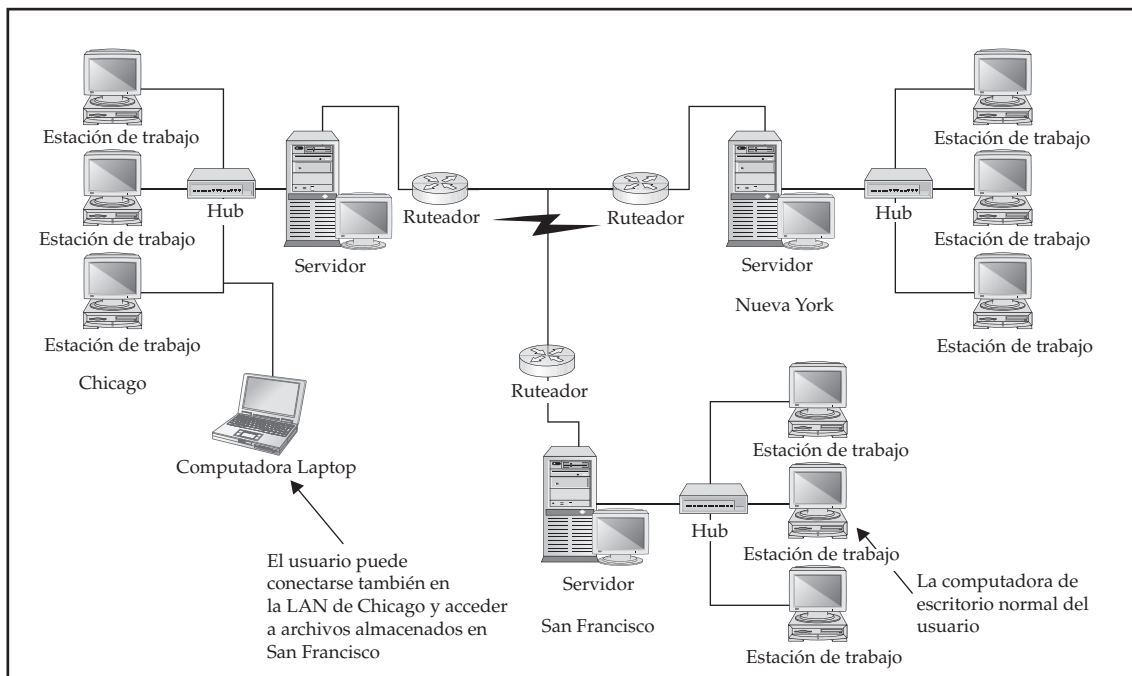 Estación de trabajo
Estación de trabajo
Estación de trabajo
Chicago
Hub
Servidor
Ruteador
Ruteador
Servidor
Nueva York
Hub
Estación de trabajo
Estación de trabajo
Estación de trabajo
Computadora Laptop
El usuario puede
conectarse también en
la LAN de Chicago y acceder
a archivos almacenados en
San Francisco
Ruteador
Servidor
San Francisco
Hub
Estación de trabajo
Estación de trabajo
Estación de trabajo
La computadora de
escritorio normal del
usuario